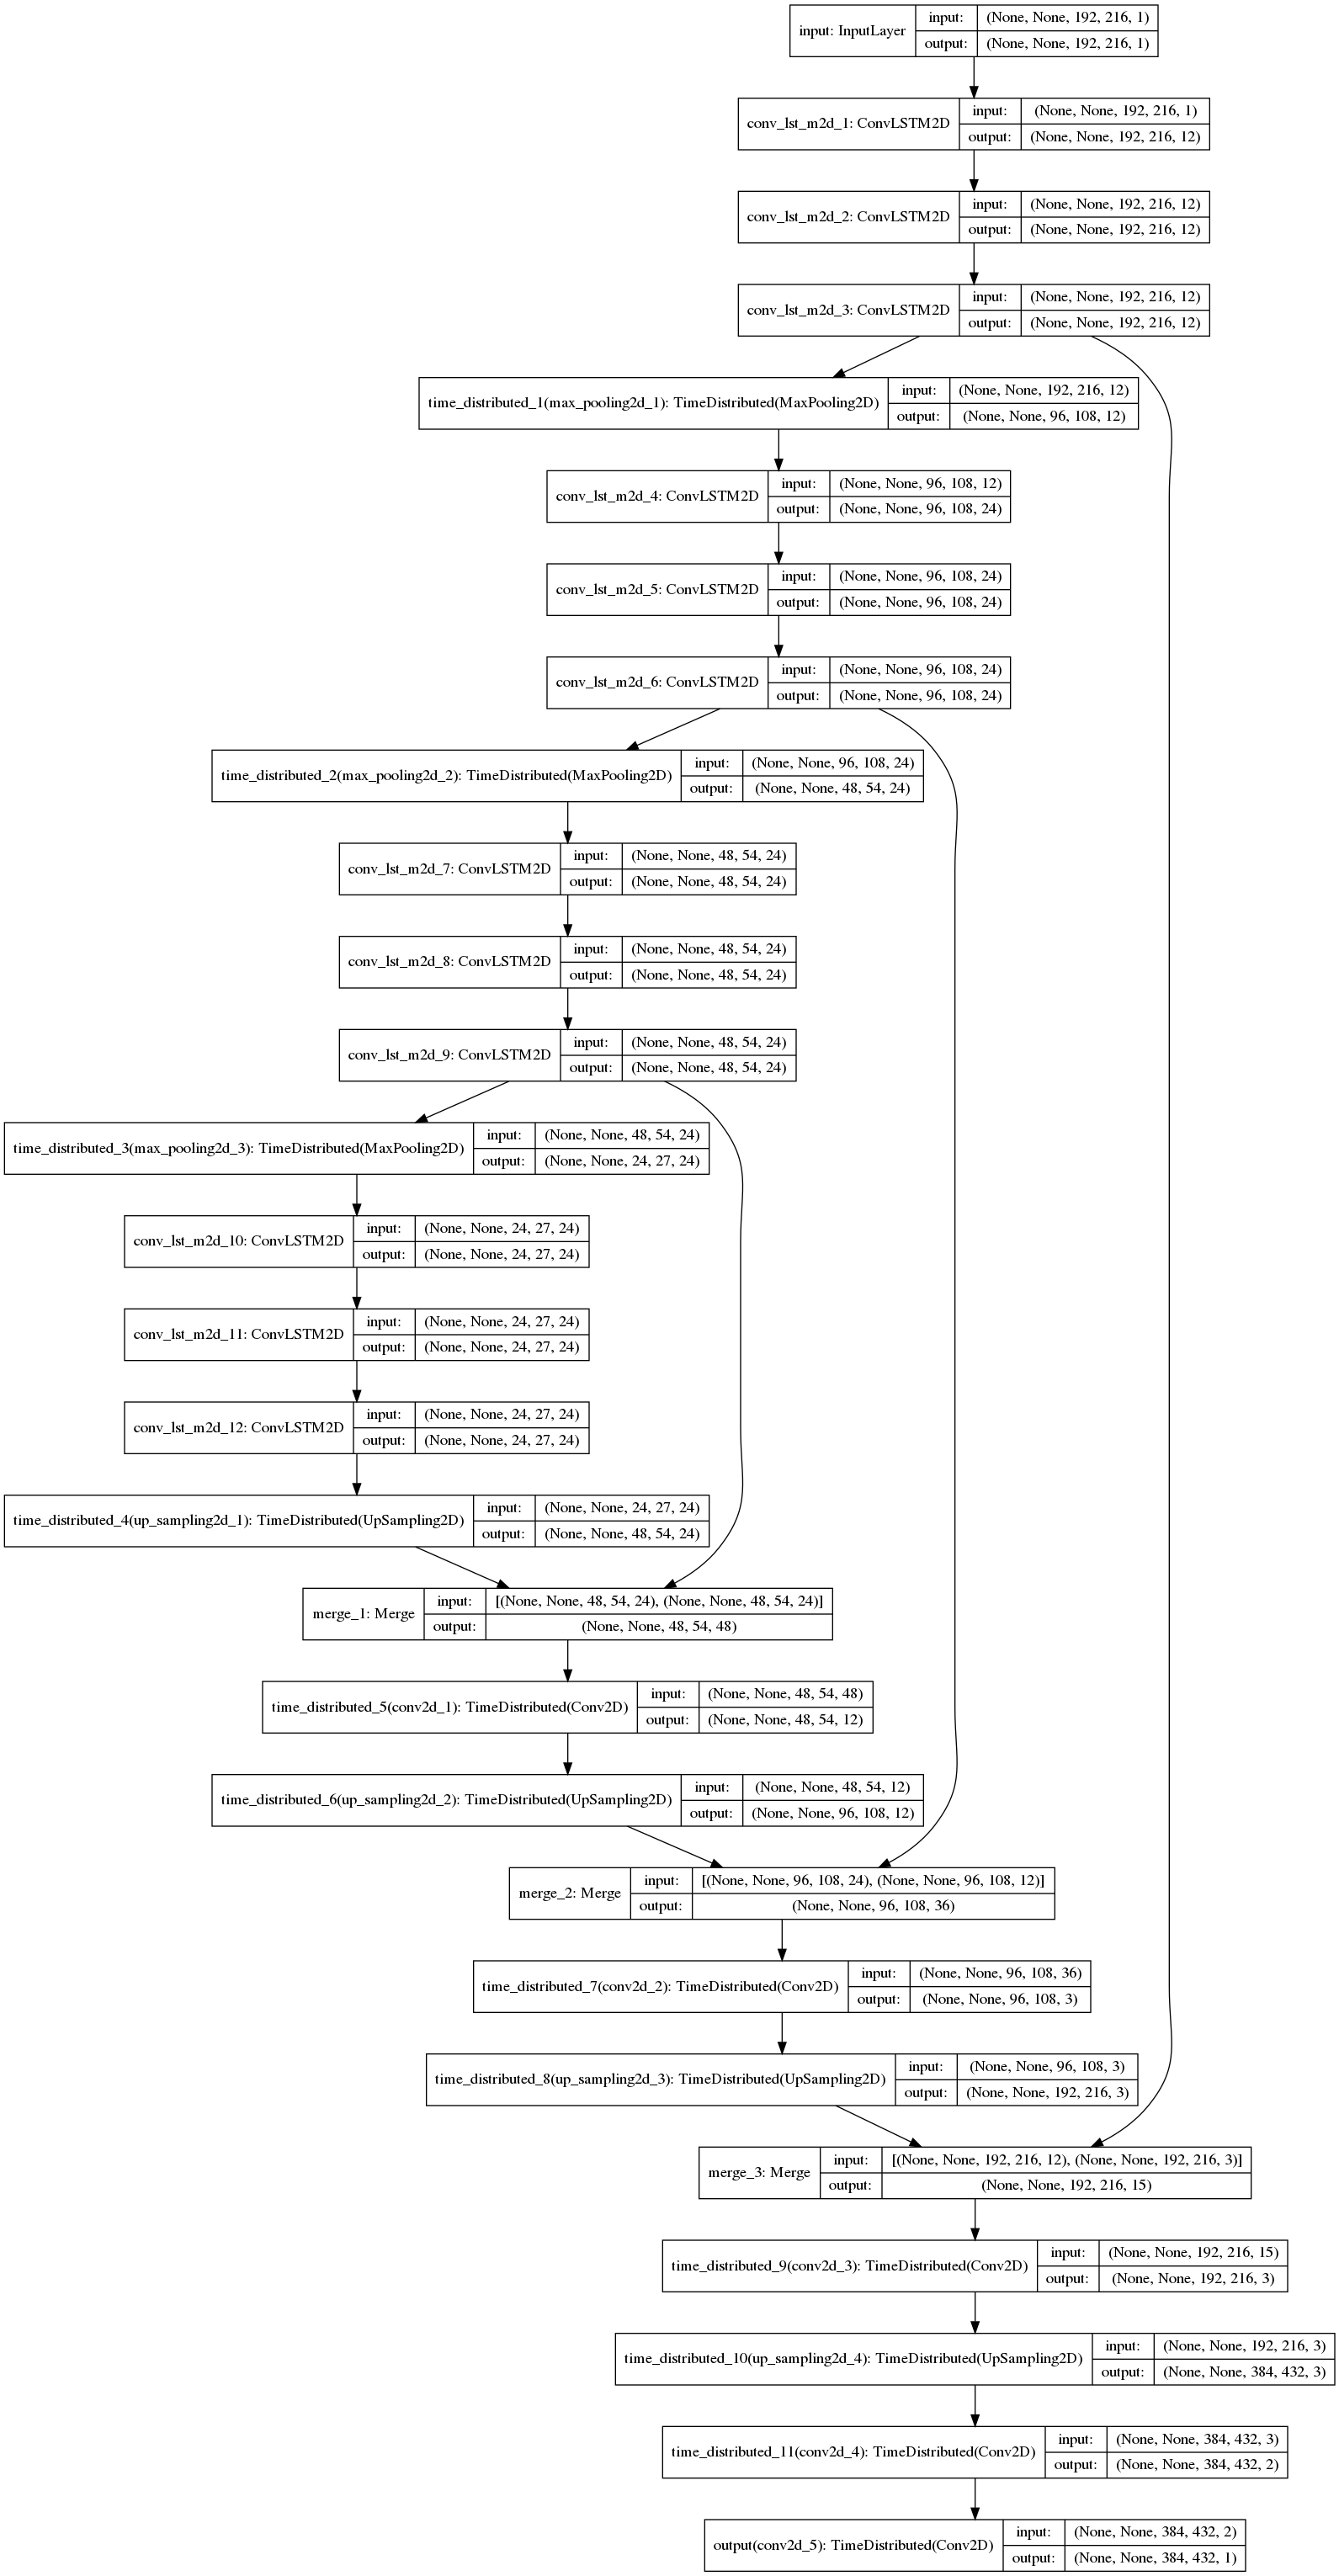 input: InputLayer
input: (None, None, 192, 216, 1)
output: (None, None, 192, 216, 1)
conv_lst_m2d_1: ConvLSTM2D
input: (None, None, 192, 216, 1)
output: (None, None, 192, 216, 12)
conv_lst_m2d_2: ConvLSTM2D
input: (None, None, 192, 216, 12)
output: (None, None, 192, 216, 12)
conv_lst_m2d_3: ConvLSTM2D
input: (None, None, 192, 216, 12)
output: (None, None, 192, 216, 12)
time_distributed_1(max_pooling2d_1): TimeDistributed(MaxPooling2D)
input: (None, None, 192, 216, 12)
output: (None, None, 96, 108, 12)
conv_lst_m2d_4: ConvLSTM2D
input: (None, None, 96, 108, 12)
output: (None, None, 96, 108, 24)
conv_lst_m2d_5: ConvLSTM2D
input: (None, None, 96, 108, 24)
output: (None, None, 96, 108, 24)
conv_lst_m2d_6: ConvLSTM2D
input: (None, None, 96, 108, 24)
output: (None, None, 96, 108, 24)
time_distributed_2(max_pooling2d_2): TimeDistributed(MaxPooling2D)
input: (None, None, 96, 108, 24)
output: (None, None, 48, 54, 24)
conv_lst_m2d_7: ConvLSTM2D
input: (None, None, 48, 54, 24)
output: (None, None, 48, 54, 24)
conv_lst_m2d_8: ConvLSTM2D
input: (None, None, 48, 54, 24)
output: (None, None, 48, 54, 24)
conv_lst_m2d_9: ConvLSTM2D
input: (None, None, 48, 54, 24)
output: (None, None, 48, 54, 24)
time_distributed_3(max_pooling2d_3): TimeDistributed(MaxPooling2D)
input: (None, None, 48, 54, 24)
output: (None, None, 24, 27, 24)
conv_lst_m2d_10: ConvLSTM2D
input: (None, None, 24, 27, 24)
output: (None, None, 24, 27, 24)
conv_lst_m2d_11: ConvLSTM2D
input: (None, None, 24, 27, 24)
output: (None, None, 24, 27, 24)
conv_lst_m2d_12: ConvLSTM2D
input: (None, None, 24, 27, 24)
output: (None, None, 24, 27, 24)
time_distributed_4(up_sampling2d_1): TimeDistributed(UpSampling2D)
input: (None, None, 24, 27, 24)
output: (None, None, 48, 54, 24)
merge_1: Merge
input: [(None, None, 48, 54, 24), (None, None, 48, 54, 24)]
output: (None, None, 48, 54, 48)
time_distributed_5(conv2d_1): TimeDistributed(Conv2D)
input: (None, None, 48, 54, 48)
output: (None, None, 48, 54, 12)
time_distributed_6(up_sampling2d_2): TimeDistributed(UpSampling2D)
input: (None, None, 48, 54, 12)
output: (None, None, 96, 108, 12)
merge_2: Merge
input: [(None, None, 96, 108, 24), (None, None, 96, 108, 12)]
output: (None, None, 96, 108, 36)
time_distributed_7(conv2d_2): TimeDistributed(Conv2D)
input: (None, None, 96, 108, 36)
output: (None, None, 96, 108, 3)
time_distributed_8(up_sampling2d_3): TimeDistributed(UpSampling2D)
input: (None, None, 96, 108, 3)
output: (None, None, 192, 216, 3)
merge_3: Merge
input: [(None, None, 192, 216, 12), (None, None, 192, 216, 3)]
output: (None, None, 192, 216, 15)
time_distributed_9(conv2d_3): TimeDistributed(Conv2D)
input: (None, None, 192, 216, 15)
output: (None, None, 192, 216, 3)
time_distributed_10(up_sampling2d_4): TimeDistributed(UpSampling2D)
input: (None, None, 192, 216, 3)
output: (None, None, 384, 432, 3)
time_distributed_11(conv2d_4): TimeDistributed(Conv2D)
input: (None, None, 384, 432, 3)
output: (None, None, 384, 432, 2)
output(conv2d_5): TimeDistributed(Conv2D)
input: (None, None, 384, 432, 2)
output: (None, None, 384, 432, 1)